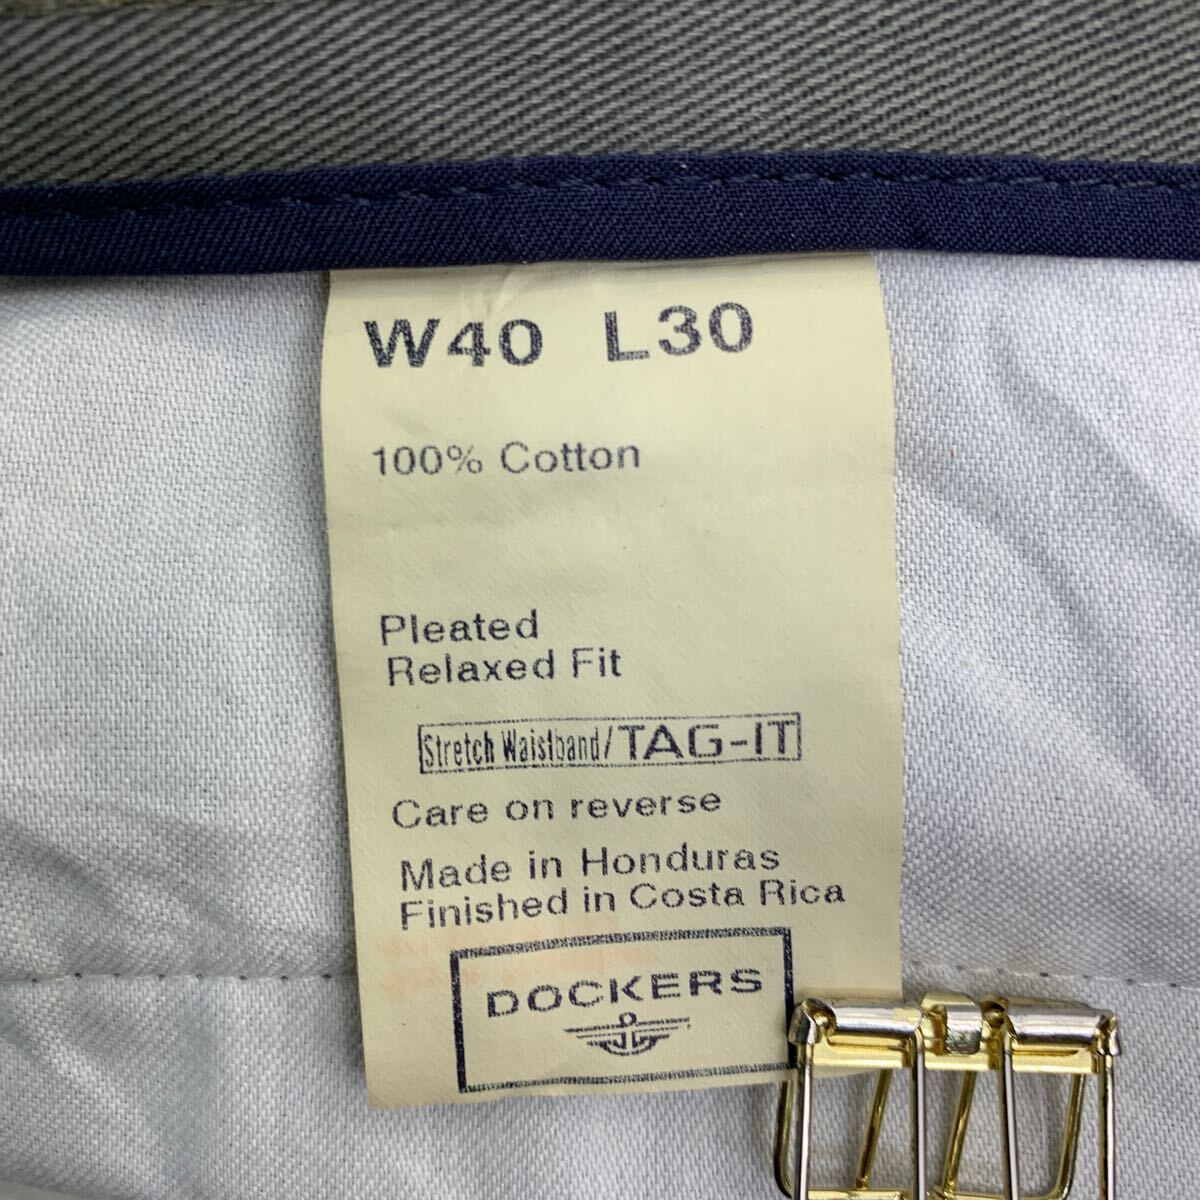 W40 L30
100% Cotton
Pleated
Relaxed Fit
Stretch Waistband/TAG-IT
Care on reverse
Made in Honduras
Finished in Costa Rica
DOCKERS